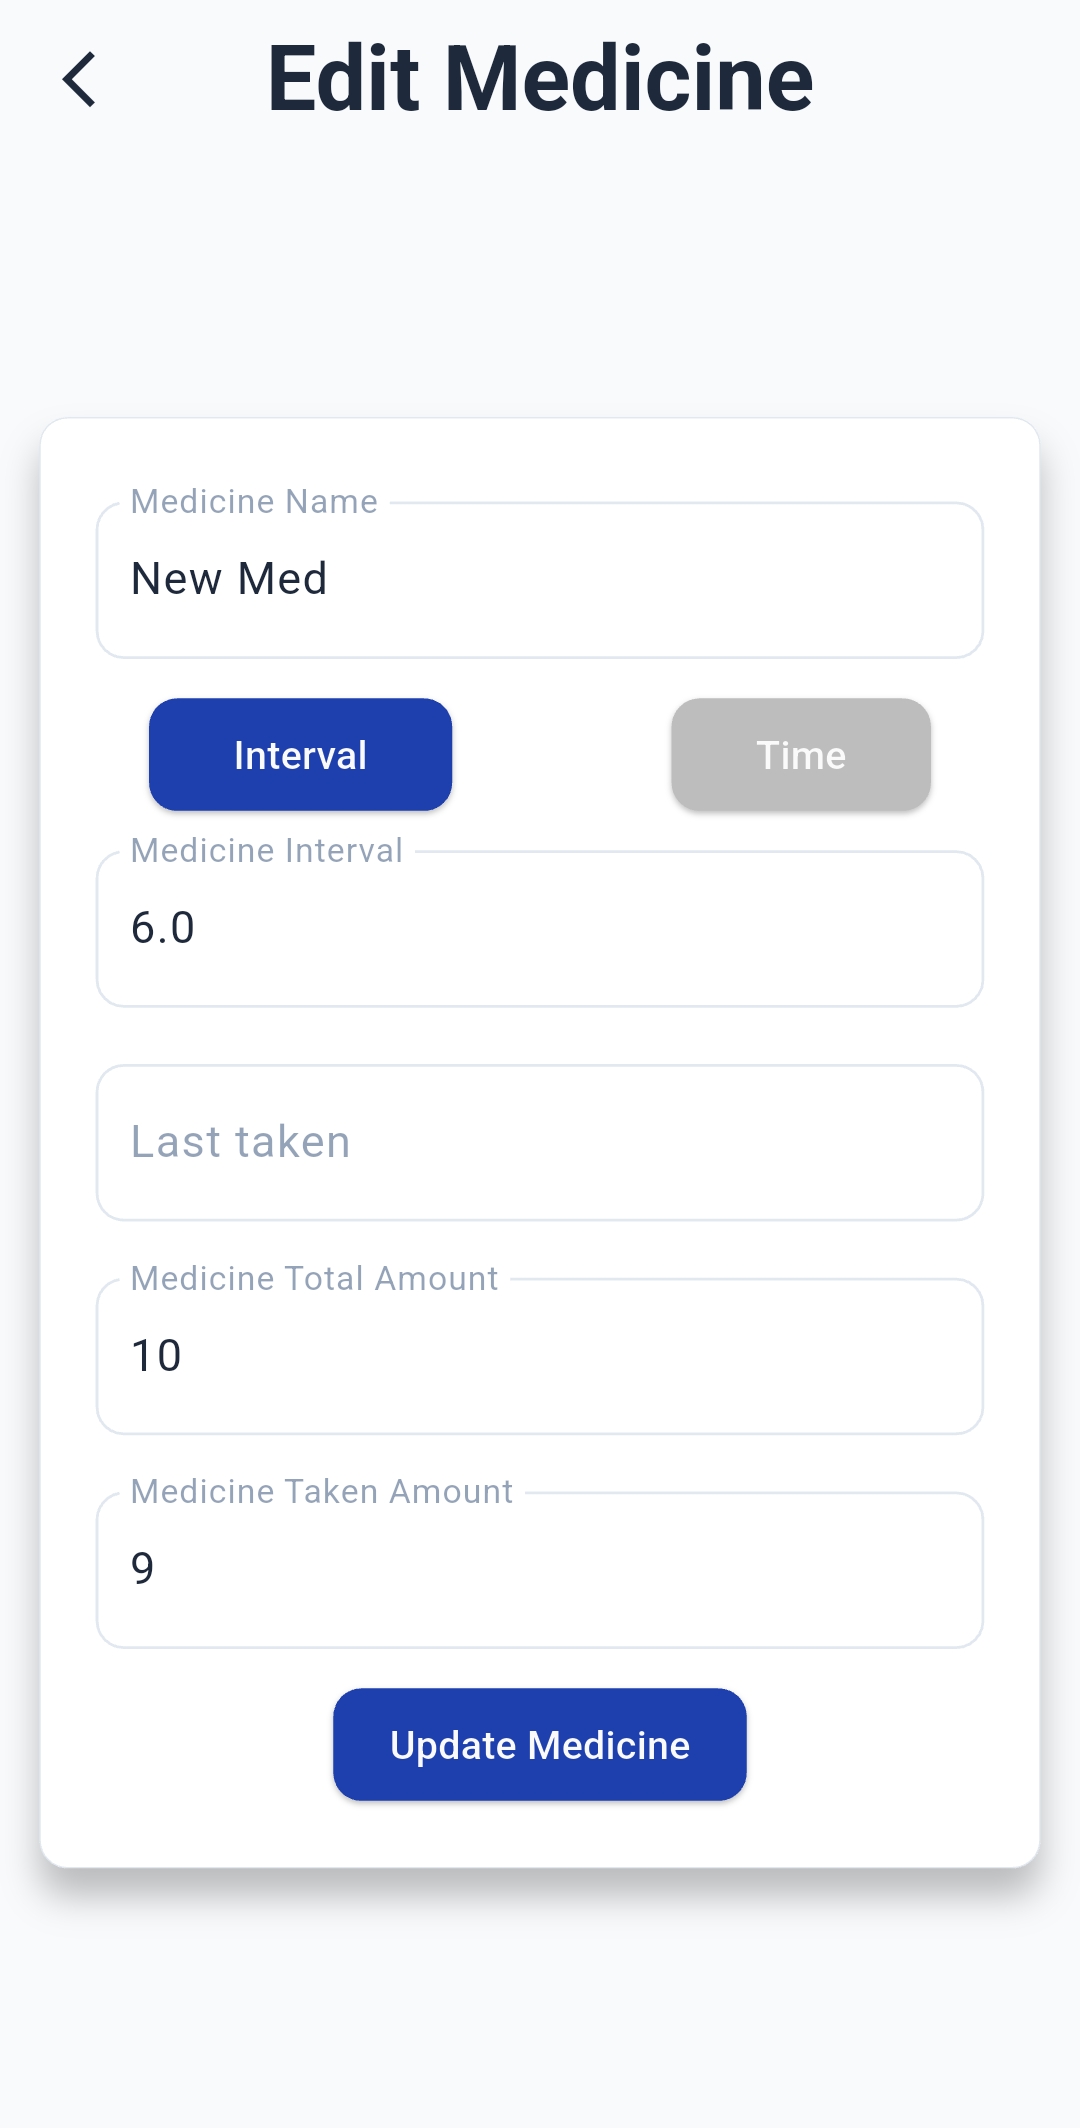 Edit Medicine
Medicine Name
New Med
Interval
Time
Medicine Interval
6.0
Last taken
Medicine Total Amount
10
Medicine Taken Amount
9
Update Medicine